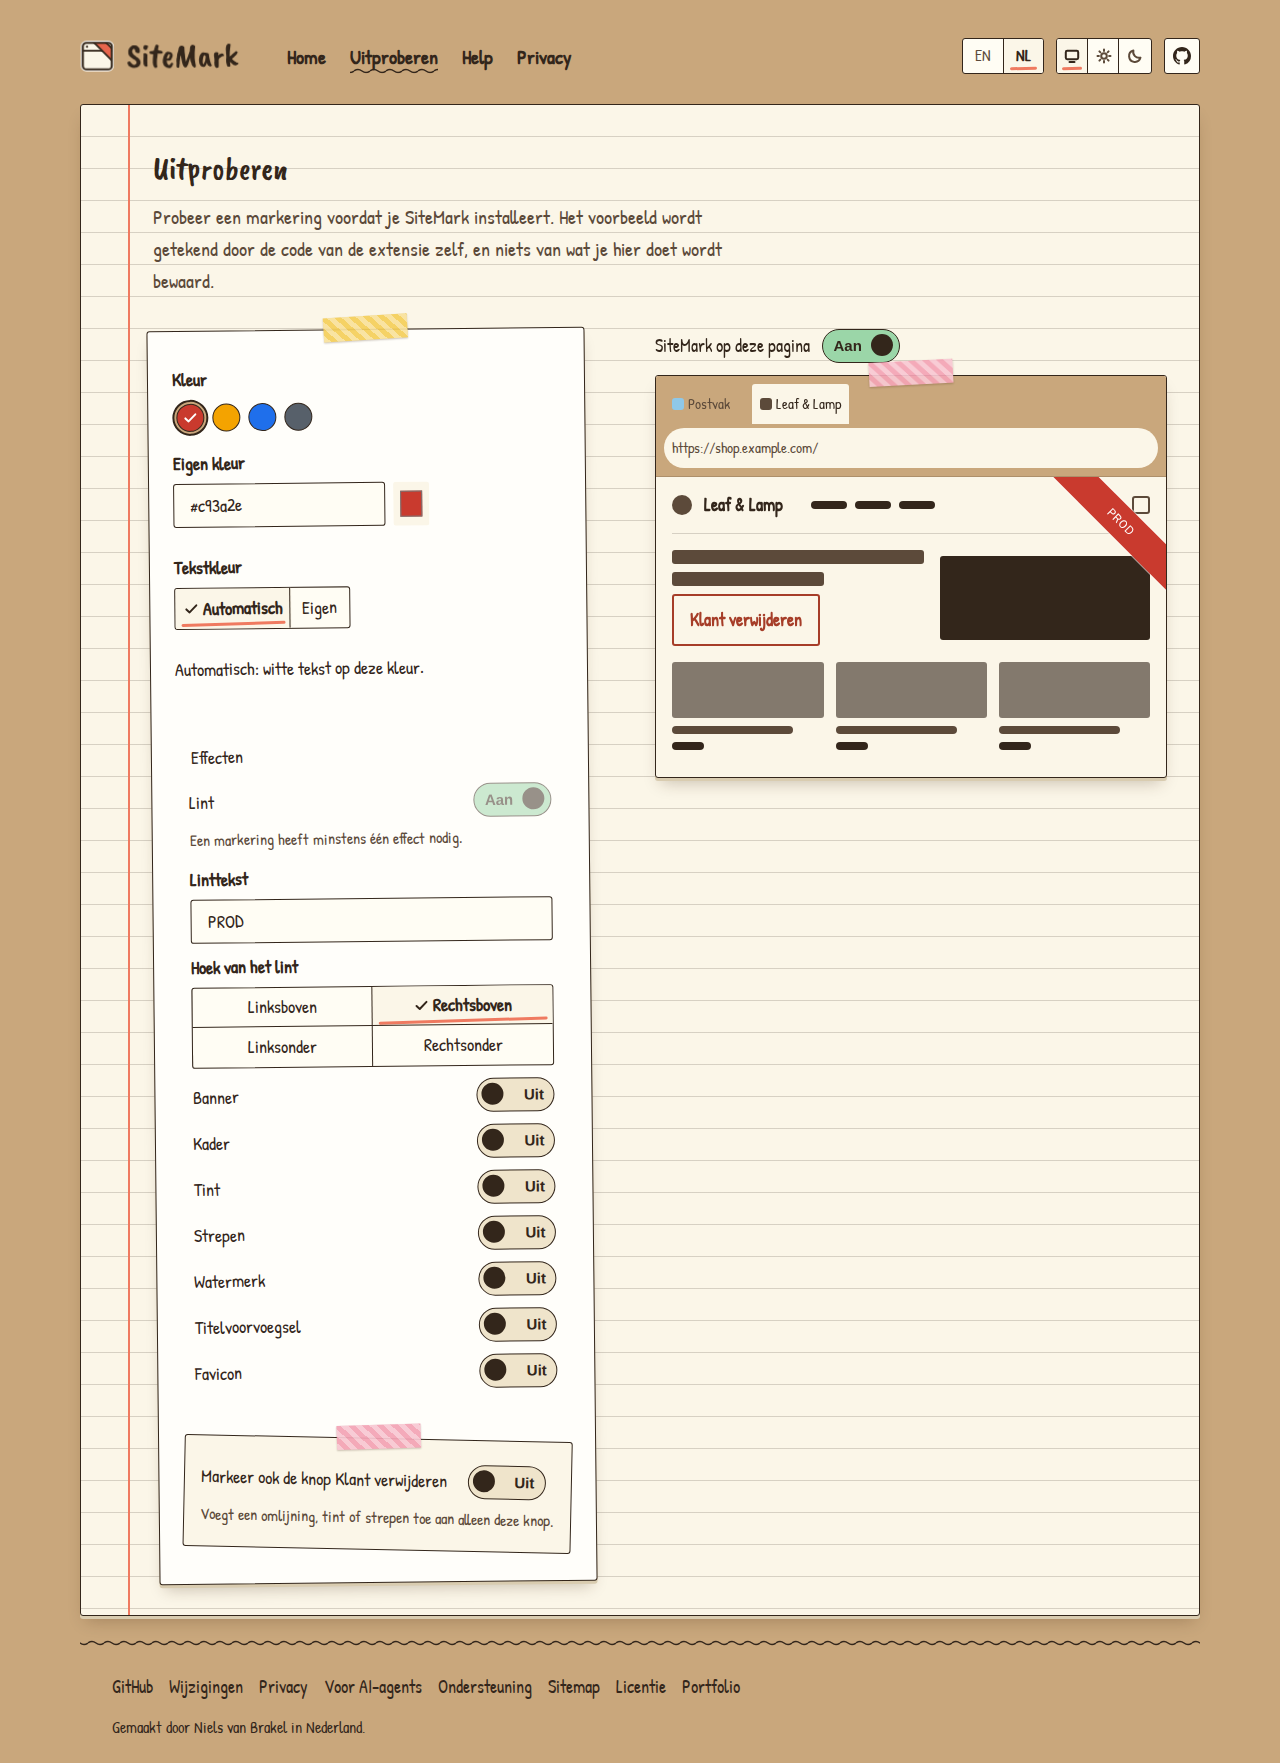 SiteMark
Home Uitproberen Help Privacy
EN NL
Uitproberen
Probeer een markering voordat je SiteMark installeert. Het voorbeeld wordt
getekend door de code van de extensie zelf, en niets van wat je hier doet wordt
bewaard.
Kleur
Eigen kleur
#c93a2e
Tekstkleur
Automatisch Eigen
Automatisch: witte tekst op deze kleur.
Effecten
Lint Aan
Een markering heeft minstens één effect nodig.
Linttekst
PROD
Hoek van het lint
Linksboven Rechtsboven
Linksonder Rechtsonder
Banner Uit
Kader Uit
Tint Uit
Strepen Uit
Watermerk Uit
Titelvoorvoegsel Uit
Favicon Uit
Markeer ook de knop Klant verwijderen Uit
Voegt een omlijning, tint of strepen toe aan alleen deze knop.
SiteMark op deze pagina Aan
Postvak Leaf & Lamp
https://shop.example.com/
Leaf & Lamp
PROD
Klant verwijderen
GitHub Wijzigingen Privacy Voor AI-agents Ondersteuning Sitemap Licentie Portfolio
Gemaakt door Niels van Brakel in Nederland.